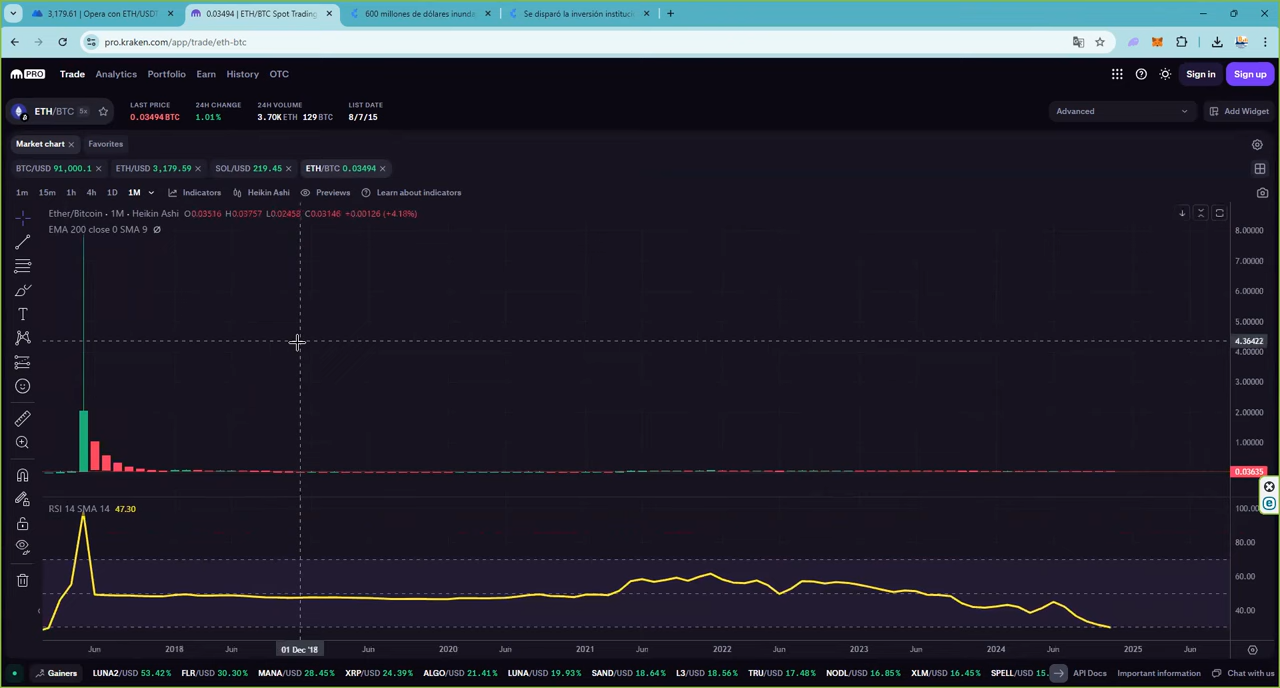 3,179.61 | Opera con ETH/USDT
0.03494 | ETH/BTC Spot Trading
600 millones de dólares inunda
Se disparó la inversión instituci
pro.kraken.com/app/trade/eth-btc
PRO Trade Analytics Portfolio Earn History OTC Sign in Sign up
ETH/BTC 5x
LAST PRICE 24H CHANGE 24H VOLUME LIST DATE
0.03494 BTC 1.01% 3.70K ETH 129 BTC 8/7/15
Advanced Add Widget
Market chart Favorites
BTC/USD 91,000.1 ETH/USD 3,179.59 SOL/USD 219.45 ETH/BTC 0.03494
1m 15m 1h 4h 1D 1M Indicators Heikin Ashi Previews Learn about indicators
Ether/Bitcoin · 1M · Heikin Ashi O0.03516 H0.03757 L0.02458 C0.03146 +0.00126 (+4.18%)
EMA 200 close 0 SMA 9 Ø
8.00000
7.00000
6.00000
5.00000
4.36422
4.00000
3.00000
2.00000
1.00000
0.03635
RSI 14 SMA 14 47.30
100.00
80.00
60.00
40.00
Jun 2018 Jun 01 Dec '18 Jun 2020 Jun 2021 Jun 2022 Jun 2023 Jun 2024 Jun 2025 Jun
Gainers LUNA2/USD 53.42% FLR/USD 30.30% MANA/USD 28.45% XRP/USD 24.39% ALGO/USD 21.41% LUNA/USD 19.93% SAND/USD 18.64% L3/USD 18.56% TRU/USD 17.48% NODL/USD 16.85% XLM/USD 16.45% SPELL/USD 15. API Docs Important information Chat with us